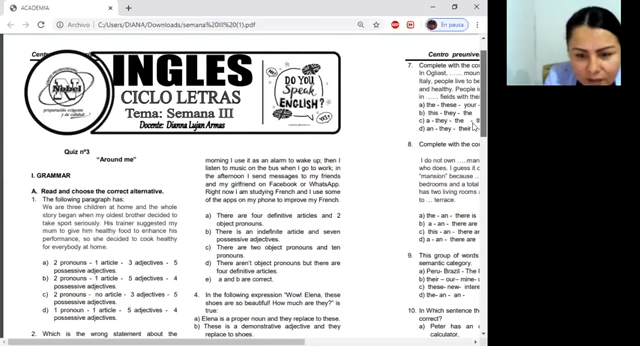 ACADEMIA
Archivo | C:/Users/DIANA/Downloads/semana%20III%20(1).pdf
En pausa
Nobel
INGLES
CICLO LETRAS
Tema: Semana III
Docente: Dianna Lujan Armas
DO YOU
Speak
ENGLISH?
YES!
Quiz nº3
"Around me"
I. GRAMMAR
A. Read and choose the correct alternative.
1. The following paragraph has:
We are three children at home and the whole
story began when my oldest brother decided to
take sport seriously. His trainer suggested my
mum to give him healthy food to enhance his
performance, so she decided to cook healthy
for everybody at home.
a) 2 pronouns - 1 article - 3 adjectives - 5
possessive adjectives.
b) 2 pronouns - 1 article - 5 adjectives - 4
possessive adjectives.
c) 2 pronouns - no article - 3 adjectives - 5
possessive adjectives.
d) 1 pronoun - 1 article - 5 adjectives - 4
possessive adjectives.
2. Which is the wrong statement about the
morning I use it as an alarm to wake up; then I
listen to music on the bus when I go to work; in
the afternoon I send messages to my friends
and my girlfriend on Facebook or WhatsApp.
Right now I am studying French and I use some
of the apps on my phone to improve my French.
a) There are four definitive articles and 2
object pronouns.
b) There is an indefinite article and seven
possessive adjectives.
c) There are two object pronouns and ten
pronouns.
d) There aren't object pronouns but there are
four definitive articles.
e) a and b are correct.
4. In the following expression "Wow! Elena, these
shoes are so beautiful! How much are they?" is
true:
a) Elena is a proper noun and they replace to these.
b) These is a demonstrative adjective and they
replace to shoes.
Centro preunive
7. Complete with the co
In Ogliast, ...... moun
Italy, people live to be
and healthy. People i
in ..... fields with the
a) the - these - your -
b) this - they - the
c) a - they - the - th
d) an - they - their
8. Complete with the cor
I do not own ....man
who does. I guess it c
"mansion" because ..
bedrooms and a total
has two living rooms a
to ... terrace.
a) the - an - there is
b) a - an - there are
c) this - an - there are
d) a - an - there are
9. This group of words
semantic category.
a) Peru- Brazil - The
b) their - our- mine-
c) these- new- intere
d) the- an - an-
10. In Which sentence th
correct?
a) Peter has an
calculator.